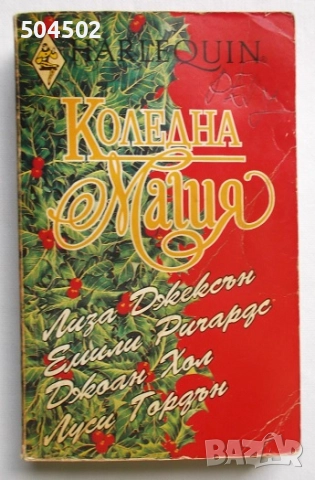 504502
HARLEQUIN
КОЛЕДНА
МАГИЯ
Лиза Джексън
Емили Ричардс
Джоан Хол
Луси Гордън
BAZAR